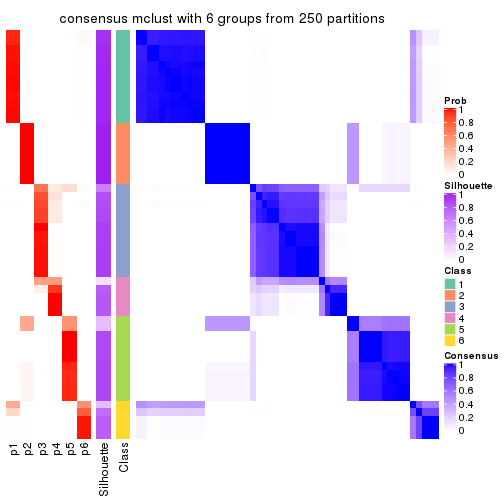 consensus mclust with 6 groups from 250 partitions
Prob
1
0.8
0.6
0.4
0.2
0
Silhouette
1
0.8
0.6
0.4
0.2
0
Class
1
2
3
4
5
6
Consensus
1
0.8
0.6
0.4
0.2
0
p1
p2
p3
p4
p5
p6
Silhouette
Class